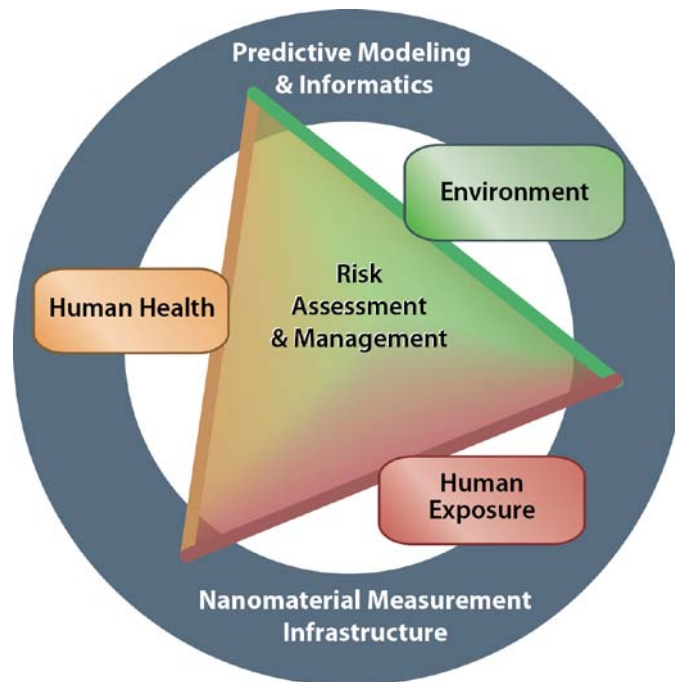 Predictive Modeling
& Informatics
Environment
Human Health
Risk
Assessment
& Management
Human
Exposure
Nanomaterial Measurement
Infrastructure